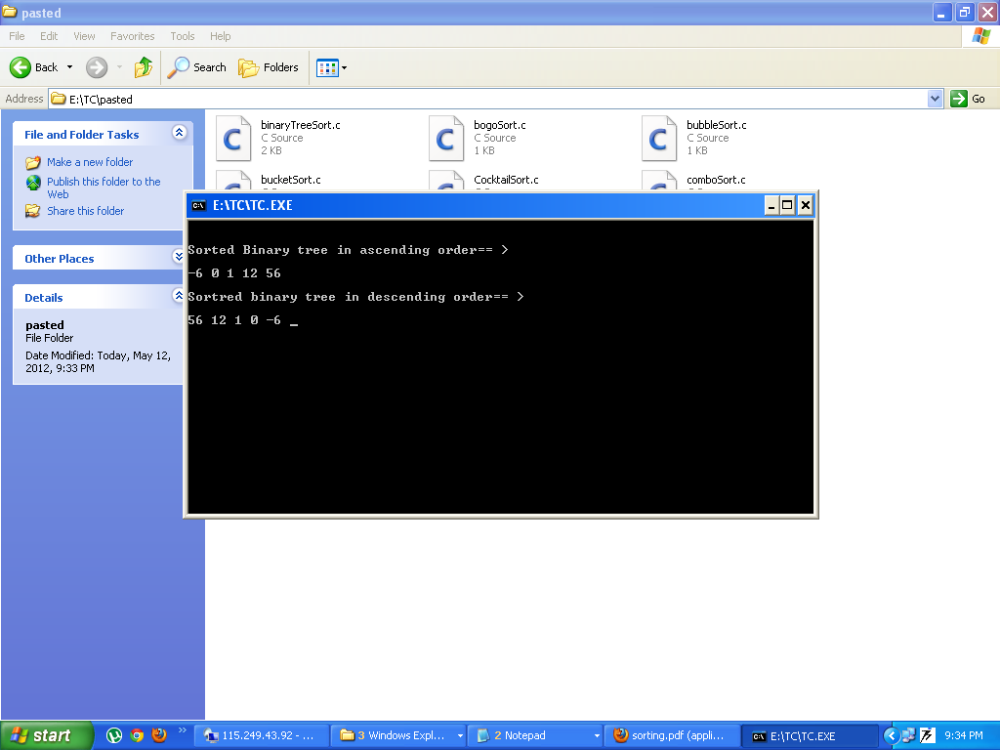 pasted
File Edit View Favorites Tools Help
Back Search Folders
Address E:\TC\pasted Go
File and Folder Tasks
Make a new folder
Publish this folder to the
Web
Share this folder
Other Places
Details
pasted
File Folder
Date Modified: Today, May 12,
2012, 9:33 PM
binaryTreeSort.c
C Source
2 KB
bogoSort.c
C Source
1 KB
bubbleSort.c
C Source
1 KB
bucketSort.c
CocktailSort.c
comboSort.c
E:\TC\TC.EXE
Sorted Binary tree in ascending order== >
-6 0 1 12 56
Sortred binary tree in descending order== >
56 12 1 0 -6 _
start
115.249.43.92 - ...
3 Windows Expl...
2 Notepad
sorting.pdf (appli...
E:\TC\TC.EXE
9:34 PM